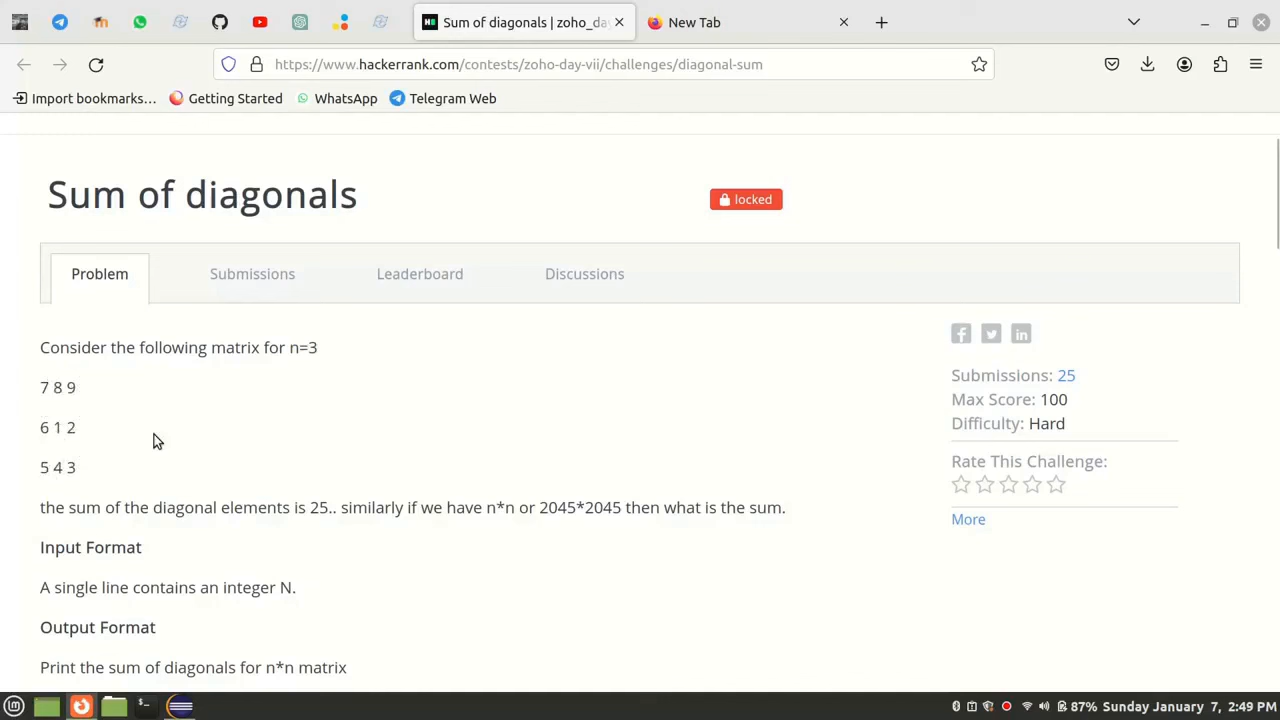 Sum of diagonals | zoho_day
New Tab
https://www.hackerrank.com/contests/zoho-day-vii/challenges/diagonal-sum
Import bookmarks... Getting Started WhatsApp Telegram Web
Sum of diagonals
locked
Problem Submissions Leaderboard Discussions
Consider the following matrix for n=3
7 8 9
6 1 2
5 4 3
the sum of the diagonal elements is 25.. similarly if we have n*n or 2045*2045 then what is the sum.
Input Format
A single line contains an integer N.
Output Format
Print the sum of diagonals for n*n matrix
Submissions: 25
Max Score: 100
Difficulty: Hard
Rate This Challenge:
More
87% Sunday January 7, 2:49 PM